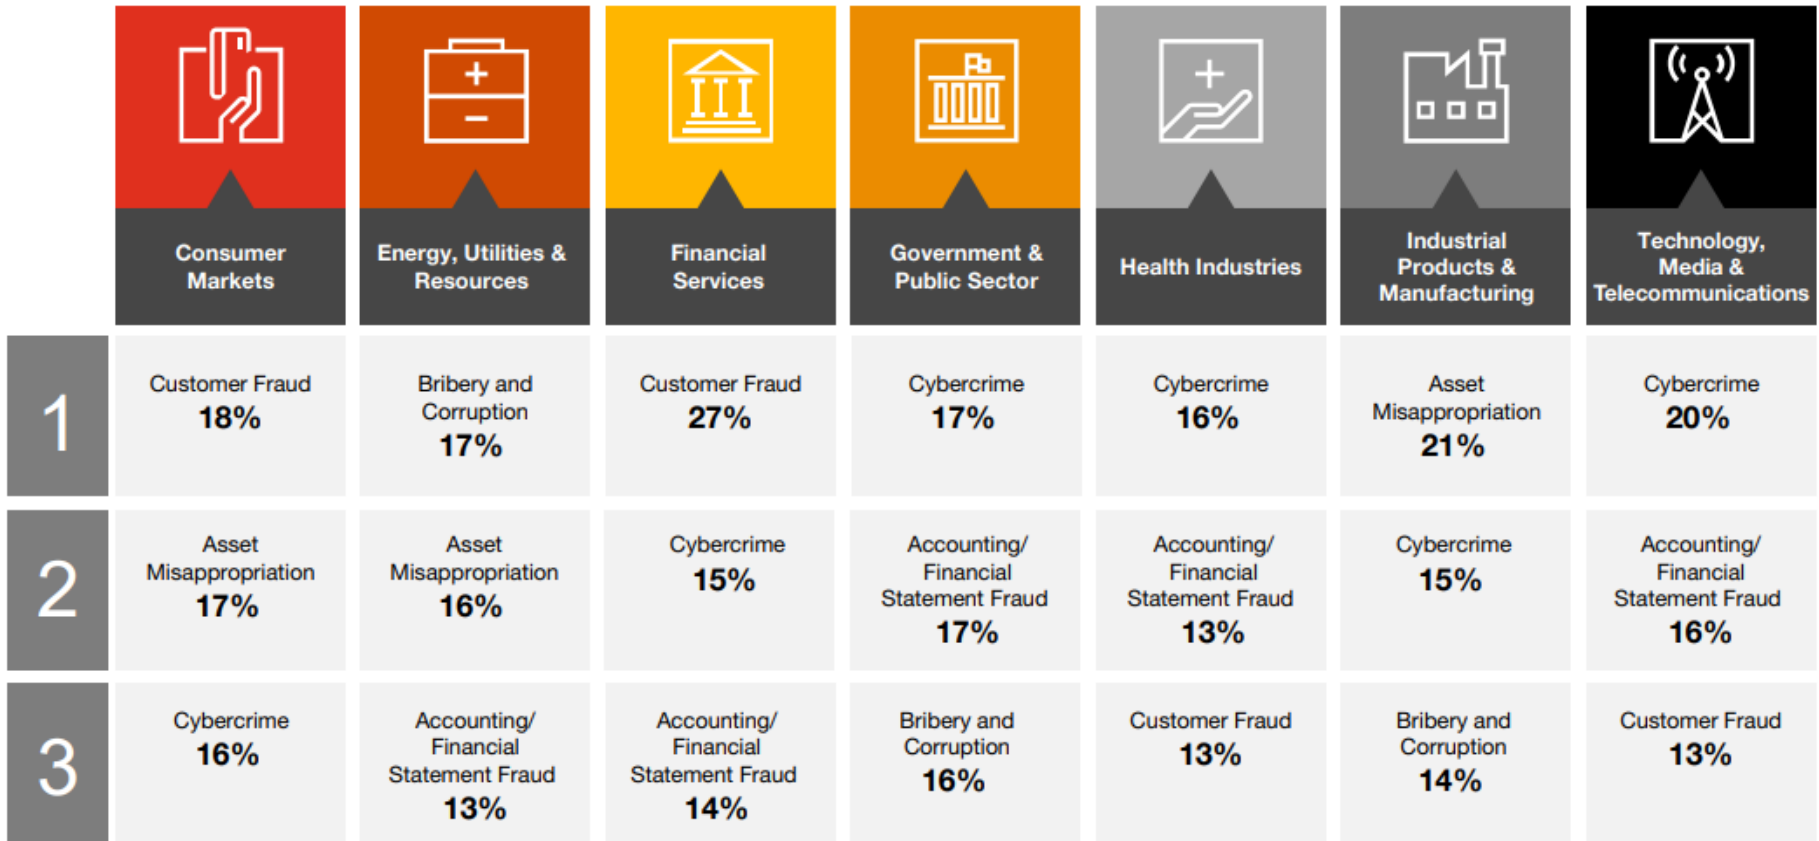 Consumer
Markets
Energy, Utilities &
Resources
Financial
Services
Government &
Public Sector
Health Industries
Industrial
Products &
Manufacturing
Technology,
Media &
Telecommunications
1
Customer Fraud
18%
Bribery and
Corruption
17%
Customer Fraud
27%
Cybercrime
17%
Cybercrime
16%
Asset
Misappropriation
21%
Cybercrime
20%
2
Asset
Misappropriation
17%
Asset
Misappropriation
16%
Cybercrime
15%
Accounting/
Financial
Statement Fraud
17%
Accounting/
Financial
Statement Fraud
13%
Cybercrime
15%
Accounting/
Financial
Statement Fraud
16%
3
Cybercrime
16%
Accounting/
Financial
Statement Fraud
13%
Accounting/
Financial
Statement Fraud
14%
Bribery and
Corruption
16%
Customer Fraud
13%
Bribery and
Corruption
14%
Customer Fraud
13%